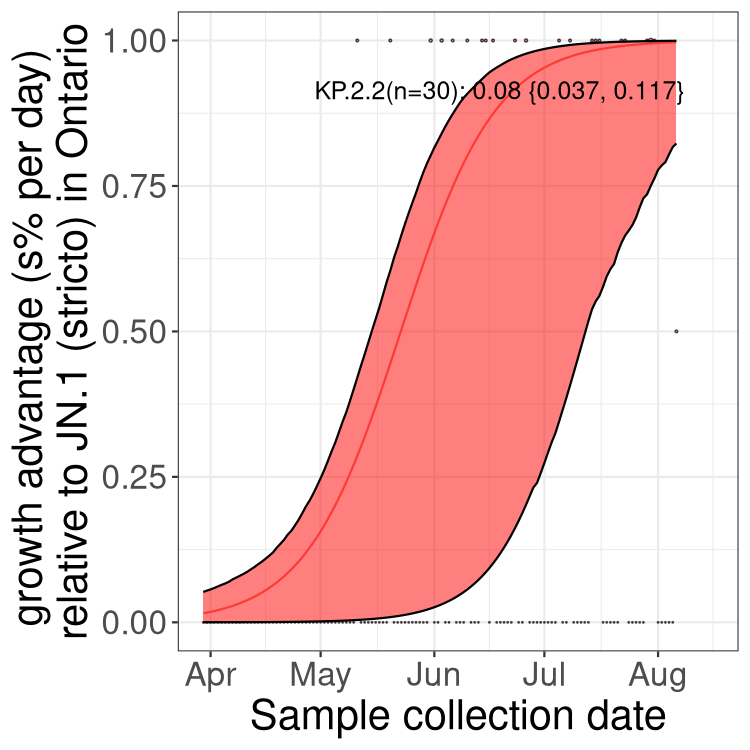 growth advantage (s% per day)
relative to JN.1 (stricto) in Ontario
1.00
0.75
0.50
0.25
0.00
KP.2.2(n=30): 0.08 {0.037, 0.117}
Apr May Jun Jul Aug
Sample collection date